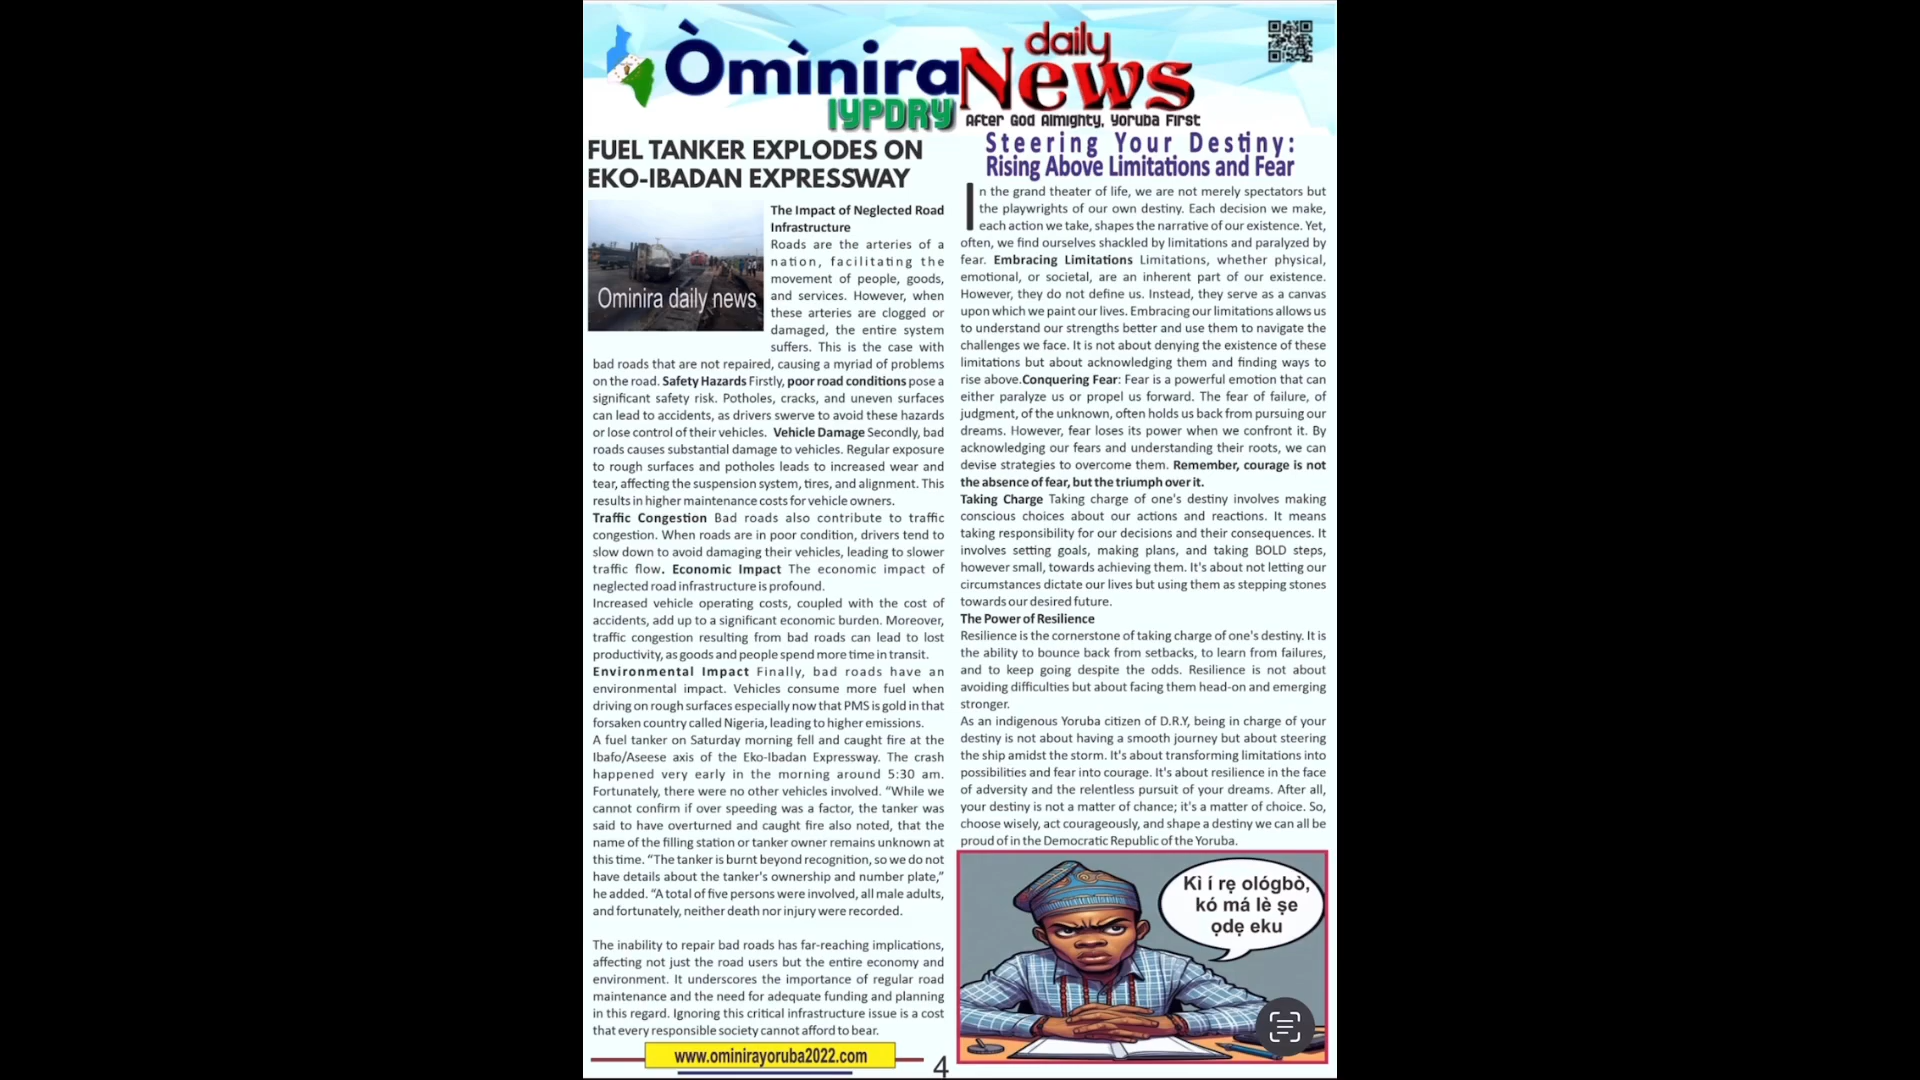 Òmìnira daily News
IYPDRY
After God Almighty, Yoruba First
FUEL TANKER EXPLODES ON
EKO-IBADAN EXPRESSWAY
Ominira daily news
The Impact of Neglected Road
Infrastructure
Roads are the arteries of a
nation, facilitating the
movement of people, goods,
and services. However, when
these arteries are clogged or
damaged, the entire system
suffers. This is the case with
bad roads that are not repaired, causing a myriad of problems
on the road. Safety Hazards Firstly, poor road conditions pose a
significant safety risk. Potholes, cracks, and uneven surfaces
can lead to accidents, as drivers swerve to avoid these hazards
or lose control of their vehicles. Vehicle Damage Secondly, bad
roads causes substantial damage to vehicles. Regular exposure
to rough surfaces and potholes leads to increased wear and
tear, affecting the suspension system, tires, and alignment. This
results in higher maintenance costs for vehicle owners.
Traffic Congestion Bad roads also contribute to traffic
congestion. When roads are in poor condition, drivers tend to
slow down to avoid damaging their vehicles, leading to slower
traffic flow. Economic Impact The economic impact of
neglected road infrastructure is profound.
Increased vehicle operating costs, coupled with the cost of
accidents, add up to a significant economic burden. Moreover,
traffic congestion resulting from bad roads can lead to lost
productivity, as goods and people spend more time in transit.
Environmental Impact Finally, bad roads have an
environmental impact. Vehicles consume more fuel when
driving on rough surfaces especially now that PMS is gold in that
forsaken country called Nigeria, leading to higher emissions.
A fuel tanker on Saturday morning fell and caught fire at the
Ibafo/Aseese axis of the Eko-Ibadan Expressway. The crash
happened very early in the morning around 5:30 am.
Fortunately, there were no other vehicles involved. “While we
cannot confirm if over speeding was a factor, the tanker was
said to have overturned and caught fire also noted, that the
name of the filling station or tanker owner remains unknown at
this time. “The tanker is burnt beyond recognition, so we do not
have details about the tanker's ownership and number plate,”
he added. “A total of five persons were involved, all male adults,
and fortunately, neither death nor injury were recorded.
The inability to repair bad roads has far-reaching implications,
affecting not just the road users but the entire economy and
environment. It underscores the importance of regular road
maintenance and the need for adequate funding and planning
in this regard. Ignoring this critical infrastructure issue is a cost
that every responsible society cannot afford to bear.
www.ominirayoruba2022.com
4
Steering Your Destiny:
Rising Above Limitations and Fear
In the grand theater of life, we are not merely spectators but
the playwrights of our own destiny. Each decision we make,
each action we take, shapes the narrative of our existence. Yet,
often, we find ourselves shackled by limitations and paralyzed by
fear. Embracing Limitations Limitations, whether physical,
emotional, or societal, are an inherent part of our existence.
However, they do not define us. Instead, they serve as a canvas
upon which we paint our lives. Embracing our limitations allows us
to understand our strengths better and use them to navigate the
challenges we face. It is not about denying the existence of these
limitations but about acknowledging them and finding ways to
rise above.Conquering Fear: Fear is a powerful emotion that can
either paralyze us or propel us forward. The fear of failure, of
judgment, of the unknown, often holds us back from pursuing our
dreams. However, fear loses its power when we confront it. By
acknowledging our fears and understanding their roots, we can
devise strategies to overcome them. Remember, courage is not
the absence of fear, but the triumph over it.
Taking Charge Taking charge of one's destiny involves making
conscious choices about our actions and reactions. It means
taking responsibility for our decisions and their consequences. It
involves setting goals, making plans, and taking BOLD steps,
however small, towards achieving them. It's about not letting our
circumstances dictate our lives but using them as stepping stones
towards our desired future.
The Power of Resilience
Resilience is the cornerstone of taking charge of one's destiny. It is
the ability to bounce back from setbacks, to learn from failures,
and to keep going despite the odds. Resilience is not about
avoiding difficulties but about facing them head-on and emerging
stronger.
As an indigenous Yoruba citizen of D.R.Y, being in charge of your
destiny is not about having a smooth journey but about steering
the ship amidst the storm. It's about transforming limitations into
possibilities and fear into courage. It's about resilience in the face
of adversity and the relentless pursuit of your dreams. After all,
your destiny is not a matter of chance; it's a matter of choice. So,
choose wisely, act courageously, and shape a destiny we can all be
proud of in the Democratic Republic of the Yoruba.
Kì í rẹ ológbò,
kó má lè ṣe
ọdẹ eku